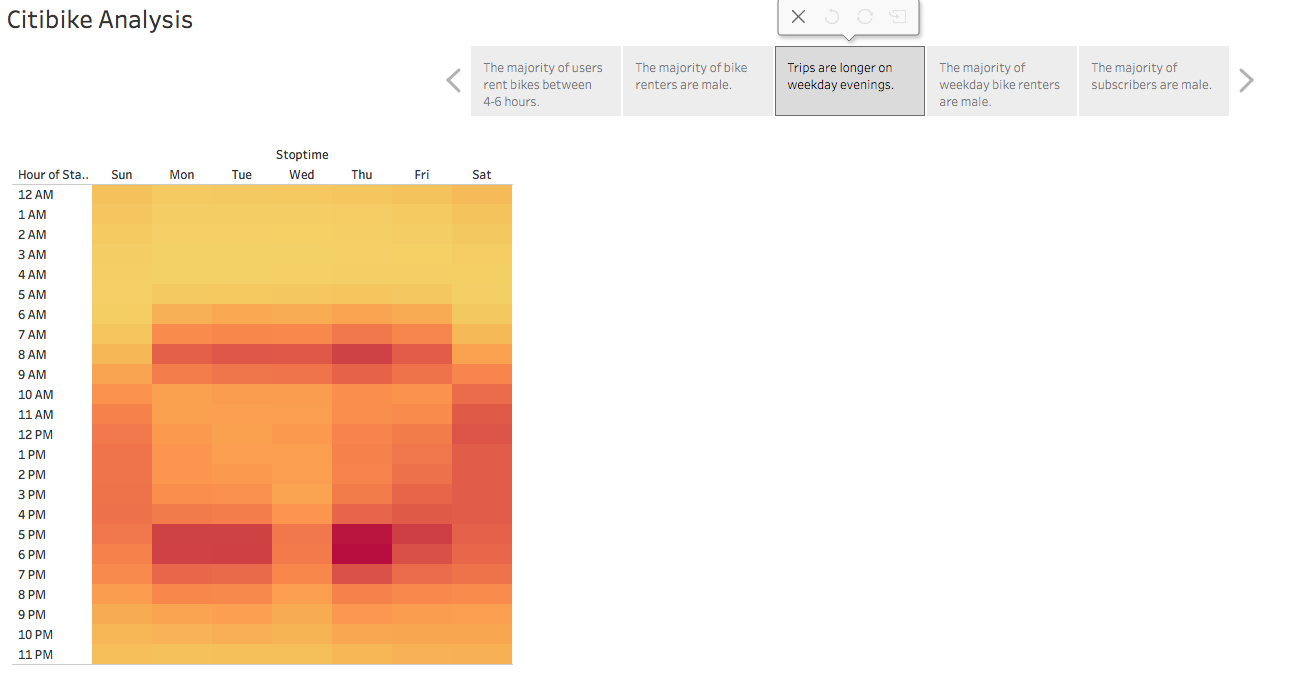 Citibike Analysis
The majority of users
rent bikes between
4-6 hours.
The majority of bike
renters are male.
Trips are longer on
weekday evenings.
The majority of
weekday bike renters
are male.
The majority of
subscribers are male.
Stoptime
Hour of Sta.. Sun Mon Tue Wed Thu Fri Sat
12 AM
1 AM
2 AM
3 AM
4 AM
5 AM
6 AM
7 AM
8 AM
9 AM
10 AM
11 AM
12 PM
1 PM
2 PM
3 PM
4 PM
5 PM
6 PM
7 PM
8 PM
9 PM
10 PM
11 PM